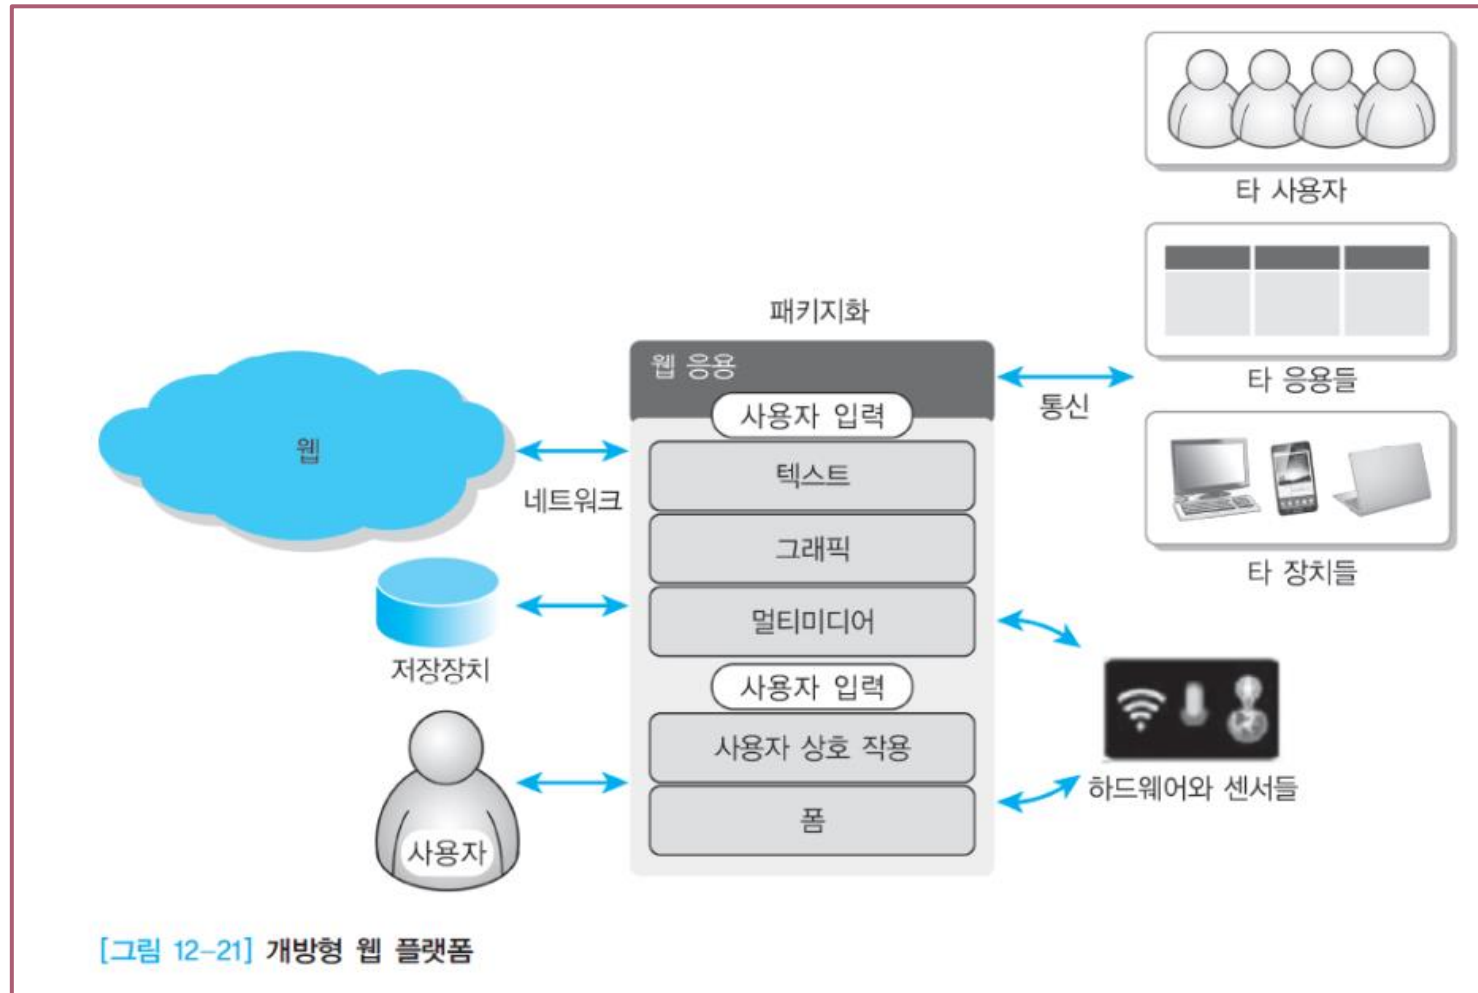 타 사용자
패키지화
웹 응용
타 응용들
통신
사용자 입력
웹
텍스트
네트워크
그래픽
타 장치들
멀티미디어
저장장치
사용자 입력
사용자 상호 작용
하드웨어와 센서들
폼
사용자
[그림 12-21] 개방형 웹 플랫폼